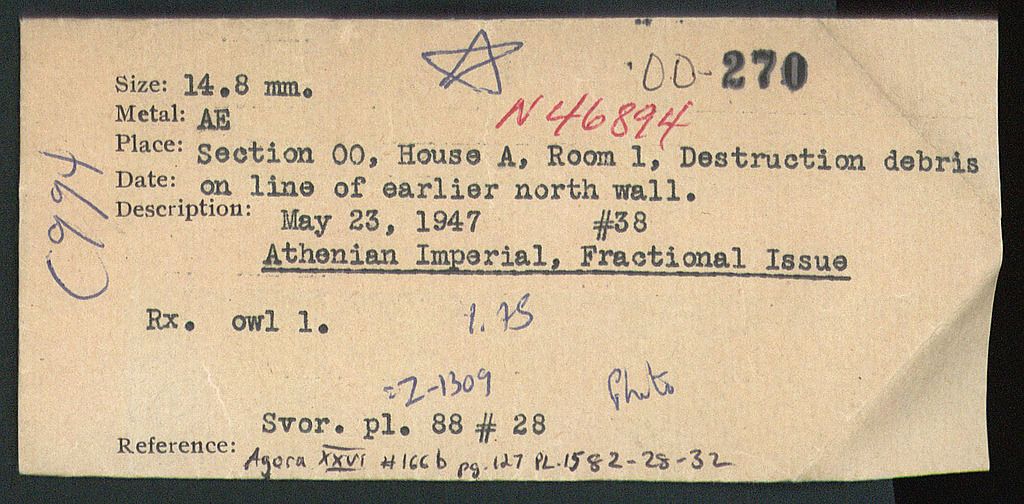 OO-270
Size: 14.8 mm.
N 46894
Metal: AE
Place: Section OO, House A, Room 1, Destruction debris
Date: on line of earlier north wall.
Description: May 23, 1947 #38
Athenian Imperial, Fractional Issue
C994
Rx. owl l. 1.75
=Z-1309 Photo
Svor. pl. 88 # 28
Reference: Agora XXVI #166b pg. 127 PL. 15 82-28-32